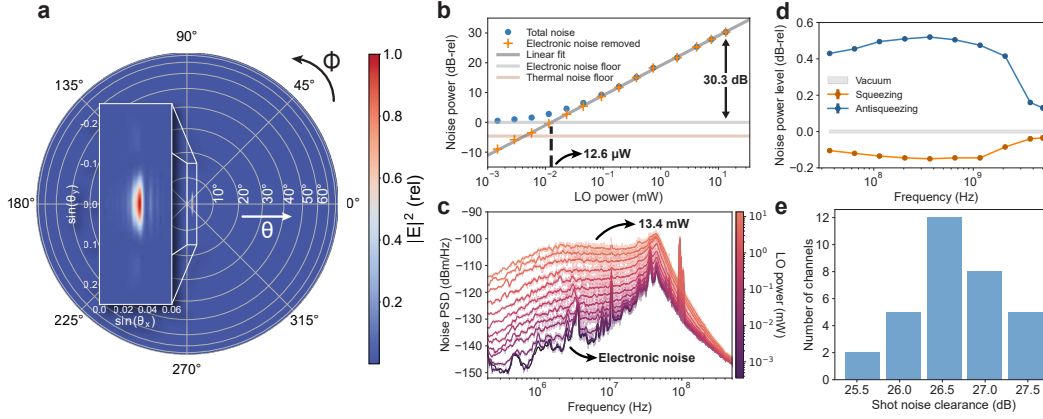 a
90°
ϕ
135°
45°
180°
0°
225°
315°
270°
10°
20°
30°
40°
50°
60°
θ
-0.2
-0.1
0.0
0.1
0.2
sin(θy)
0.0
0.02
0.04
0.06
sin(θx)
1.0
0.8
0.6
0.4
0.2
|E|² (rel)
b
30
20
10
0
−10
Noise power (dB-rel)
Total noise
Electronic noise removed
Linear fit
Electronic noise floor
Thermal noise floor
30.3 dB
12.6 µW
10⁻³
10⁻²
10⁻¹
10⁰
10¹
LO power (mW)
c
−90
−100
−110
−120
−130
−140
−150
Noise PSD (dBm/Hz)
13.4 mW
Electronic noise
10⁶
10⁷
10⁸
Frequency (Hz)
10¹
10⁰
10⁻¹
10⁻²
10⁻³
LO power (mW)
d
0.6
0.4
0.2
0.0
−0.2
Noise power level (dB-rel)
Vacuum
Squeezing
Antisqueezing
10⁸
10⁹
Frequency (Hz)
e
12
10
8
6
4
2
0
Number of channels
25.5
26.0
26.5
27.0
27.5
Shot noise clearance (dB)